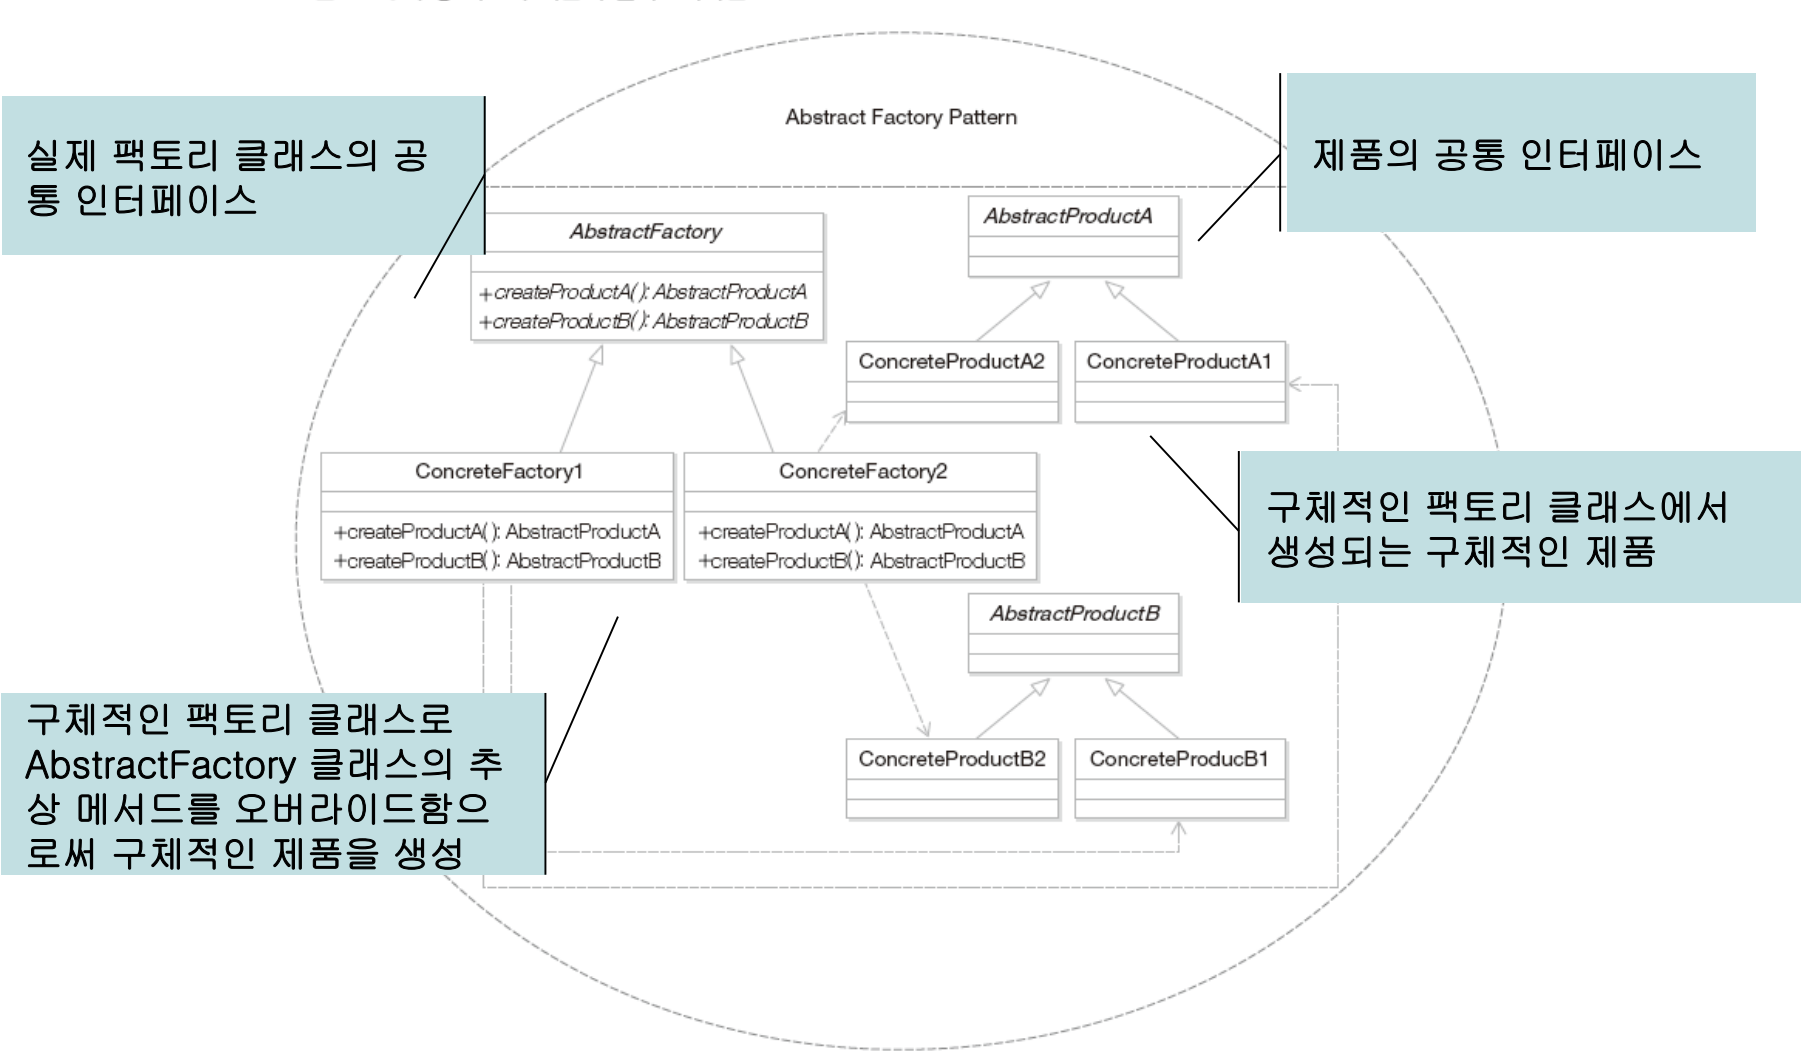 Abstract Factory Pattern
실제 팩토리 클래스의 공
통 인터페이스
제품의 공통 인터페이스
AbstractFactory
+createProductA(): AbstractProductA
+createProductB(): AbstractProductB
AbstractProductA
ConcreteProductA2
ConcreteProductA1
ConcreteFactory1
+createProductA(): AbstractProductA
+createProductB(): AbstractProductB
ConcreteFactory2
+createProductA(): AbstractProductA
+createProductB(): AbstractProductB
구체적인 팩토리 클래스에서
생성되는 구체적인 제품
AbstractProductB
구체적인 팩토리 클래스로
AbstractFactory 클래스의 추
상 메서드를 오버라이드함으
로써 구체적인 제품을 생성
ConcreteProductB2
ConcreteProducB1